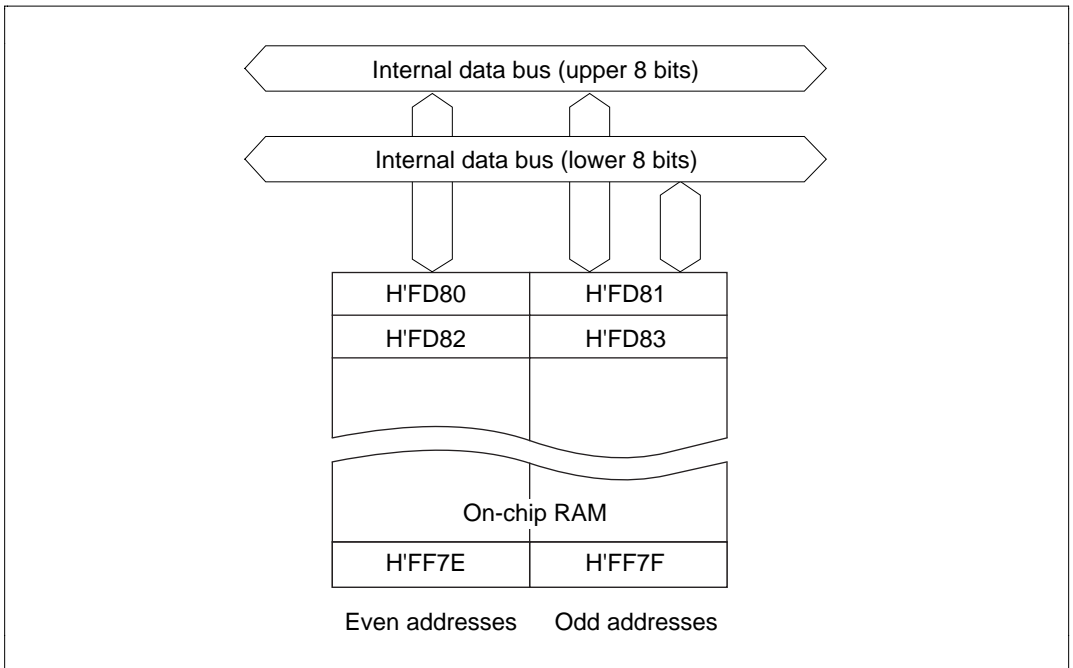 Internal data bus (upper 8 bits)
Internal data bus (lower 8 bits)
H'FD80 H'FD81
H'FD82 H'FD83
On-chip RAM
H'FF7E H'FF7F
Even addresses Odd addresses